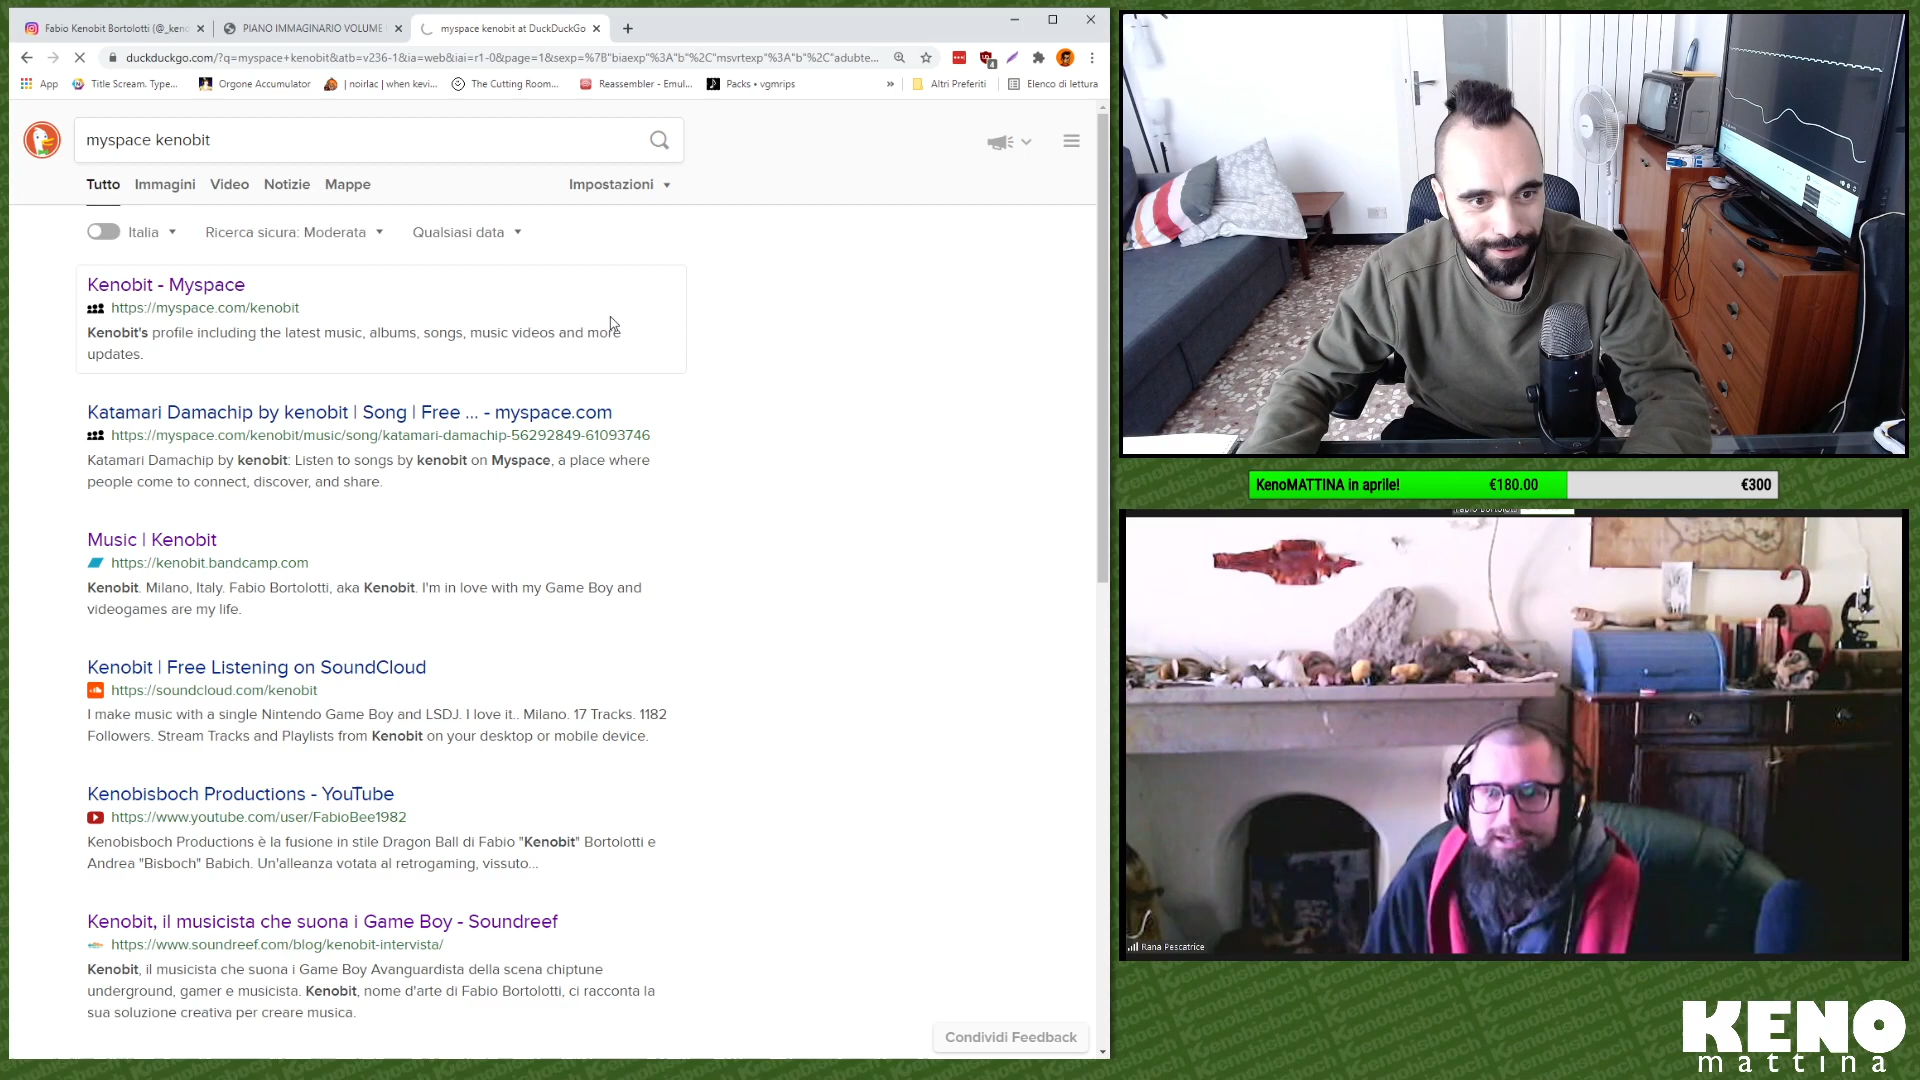 Fabio Kenobit Bortolotti (@_keno
PIANO IMMAGINARIO VOLUME
myspace kenobit at DuckDuckGo
duckduckgo.com/?q=myspace+kenobit&atb=v236-1&ia=web&iai=r1-0&page=1&sexp=%7B"biaexp"%3A"b"%2C"msvrtexp"%3A"b"%2C"adubte...
App
Title Scream. Type...
Orgone Accumulator
| noirlac | when kevi...
The Cutting Room...
Reassembler - Emul...
Packs • vgmrips
»
Altri Preferiti
Elenco di lettura
myspace kenobit
Tutto Immagini Video Notizie Mappe Impostazioni
Italia Ricerca sicura: Moderata Qualsiasi data
Kenobit - Myspace
https://myspace.com/kenobit
Kenobit's profile including the latest music, albums, songs, music videos and more
updates.
Katamari Damachip by kenobit | Song | Free ... - myspace.com
https://myspace.com/kenobit/music/song/katamari-damachip-56292849-61093746
Katamari Damachip by kenobit: Listen to songs by kenobit on Myspace, a place where
people come to connect, discover, and share.
Music | Kenobit
https://kenobit.bandcamp.com
Kenobit. Milano, Italy. Fabio Bortolotti, aka Kenobit. I'm in love with my Game Boy and
videogames are my life.
Kenobit | Free Listening on SoundCloud
https://soundcloud.com/kenobit
I make music with a single Nintendo Game Boy and LSDJ. I love it.. Milano. 17 Tracks. 1182
Followers. Stream Tracks and Playlists from Kenobit on your desktop or mobile device.
Kenobisboch Productions - YouTube
https://www.youtube.com/user/FabioBee1982
Kenobisboch Productions è la fusione in stile Dragon Ball di Fabio "Kenobit" Bortolotti e
Andrea "Bisboch" Babich. Un'alleanza votata al retrogaming, vissuto...
Kenobit, il musicista che suona i Game Boy - Soundreef
https://www.soundreef.com/blog/kenobit-intervista/
Kenobit, il musicista che suona i Game Boy Avanguardista della scena chiptune
underground, gamer e musicista. Kenobit, nome d'arte di Fabio Bortolotti, ci racconta la
sua soluzione creativa per creare musica.
Condividi Feedback
KenoMATTINA in aprile! €180.00 €300
Rana Pescatrice
KENO
mattina